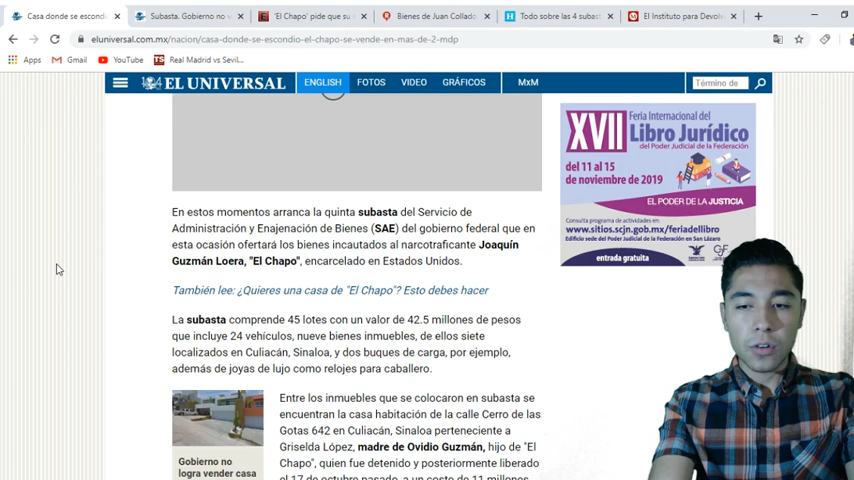 Casa donde se escondi
Subasta. Gobierno no v
'El Chapo' pide que su
Bienes de Juan Collado
Todo sobre las 4 subast
El Instituto para Devolve
eluniversal.com.mx/nacion/casa-donde-se-escondio-el-chapo-se-vende-en-mas-de-2-mdp
Apps
Gmail
YouTube
Real Madrid vs Sevil...
EL UNIVERSAL
ENGLISH
FOTOS
VIDEO
GRÁFICOS
MxM
Término de
En estos momentos arranca la quinta subasta del Servicio de
Administración y Enajenación de Bienes (SAE) del gobierno federal que en
esta ocasión ofertará los bienes incautados al narcotraficante Joaquín
Guzmán Loera, "El Chapo", encarcelado en Estados Unidos.
También lee: ¿Quieres una casa de "El Chapo"? Esto debes hacer
La subasta comprende 45 lotes con un valor de 42.5 millones de pesos
que incluye 24 vehículos, nueve bienes inmuebles, de ellos siete
localizados en Culiacán, Sinaloa, y dos buques de carga, por ejemplo,
además de joyas de lujo como relojes para caballero.
Gobierno no
logra vender casa
Entre los inmuebles que se colocaron en subasta se
encuentran la casa habitación de la calle Cerro de las
Gotas 642 en Culiacán, Sinaloa perteneciente a
Griselda López, madre de Ovidio Guzmán, hijo de "El
Chapo", quien fue detenido y posteriormente liberado
el 17 de octubre pasado, a un costo de 11 millones
XVII
Feria Internacional del
Libro Jurídico
del Poder Judicial de la Federación
del 11 al 15
de noviembre de 2019
EL PODER DE LA JUSTICIA
Consulta programa de actividades en:
www.sitios.scjn.gob.mx/feriadellibro
Edificio sede del Poder Judicial de la Federación en San Lázaro
entrada gratuita